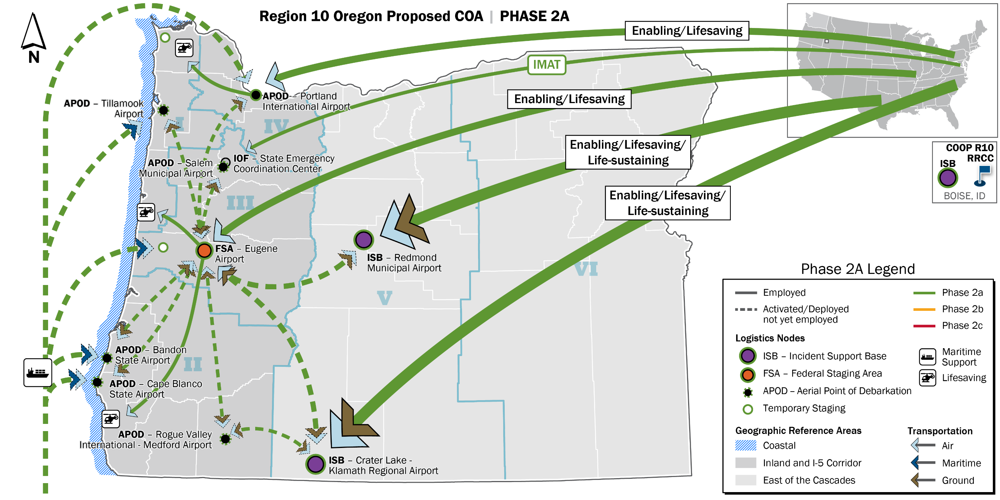 Region 10 Oregon Proposed COA | PHASE 2A
N
Enabling/Lifesaving
IMAT
Enabling/Lifesaving
Enabling/Lifesaving/
Life-sustaining
Enabling/Lifesaving/
Life-sustaining
APOD – Portland
International Airport
APOD – Tillamook
Airport
I
IV
APOD – Salem
Municipal Airport
IOF – State Emergency
Coordination Center
III
FSA – Eugene
Airport
ISB – Redmond
Municipal Airport
V
VI
II
APOD – Bandon
State Airport
APOD – Cape Blanco
State Airport
APOD – Rogue Valley
International - Medford Airport
ISB – Crater Lake -
Klamath Regional Airport
COOP R10
RRCC
ISB
BOISE, ID
Phase 2A Legend
Employed
Activated/Deployed
not yet employed
Phase 2a
Phase 2b
Phase 2c
Logistics Nodes
ISB – Incident Support Base
FSA – Federal Staging Area
APOD – Aerial Point of Debarkation
Temporary Staging
Maritime
Support
Lifesaving
Geographic Reference Areas
Coastal
Inland and I-5 Corridor
East of the Cascades
Transportation
Air
Maritime
Ground